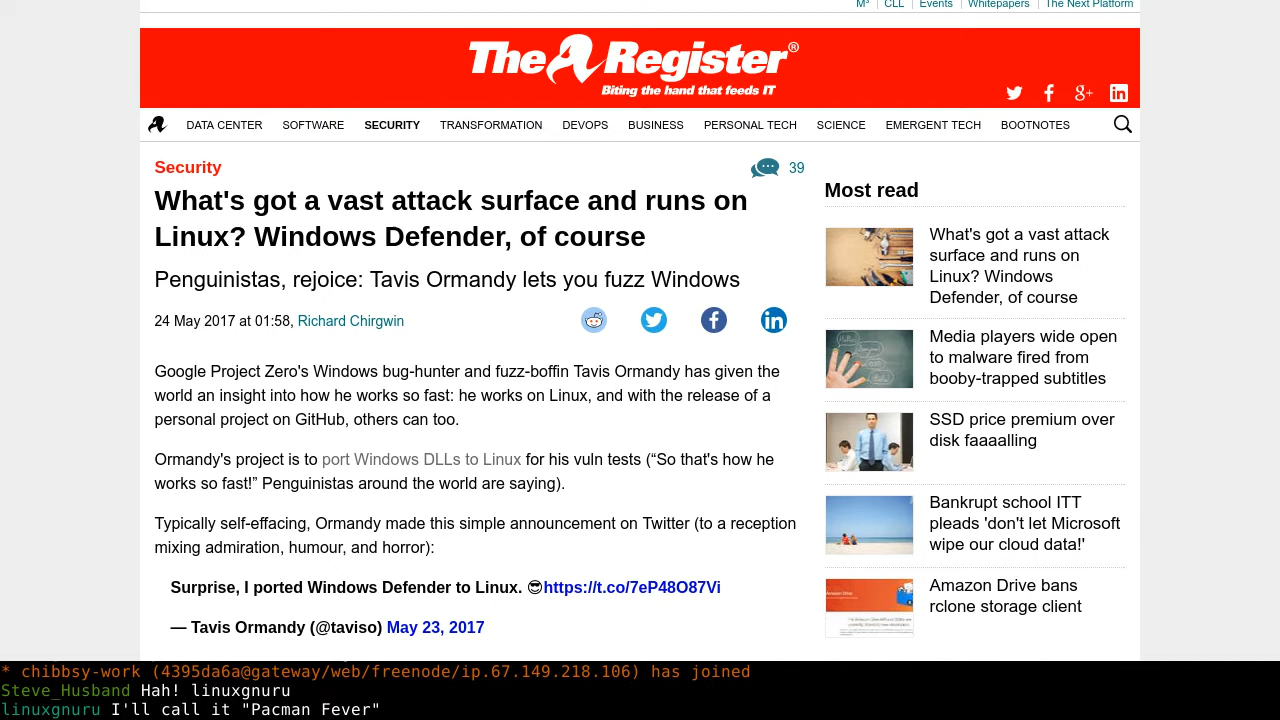 M³ CLL Events Whitepapers The Next Platform
The Register®
Biting the hand that feeds IT
DATA CENTER SOFTWARE SECURITY TRANSFORMATION DEVOPS BUSINESS PERSONAL TECH SCIENCE EMERGENT TECH BOOTNOTES
Security
39
What's got a vast attack surface and runs on
Linux? Windows Defender, of course
Penguinistas, rejoice: Tavis Ormandy lets you fuzz Windows
24 May 2017 at 01:58, Richard Chirgwin
Google Project Zero's Windows bug-hunter and fuzz-boffin Tavis Ormandy has given the
world an insight into how he works so fast: he works on Linux, and with the release of a
personal project on GitHub, others can too.
Ormandy's project is to port Windows DLLs to Linux for his vuln tests (“So that's how he
works so fast!” Penguinistas around the world are saying).
Typically self-effacing, Ormandy made this simple announcement on Twitter (to a reception
mixing admiration, humour, and horror):
Surprise, I ported Windows Defender to Linux. 😎https://t.co/7eP48O87Vi
— Tavis Ormandy (@taviso) May 23, 2017
Most read
What's got a vast attack
surface and runs on
Linux? Windows
Defender, of course
Media players wide open
to malware fired from
booby-trapped subtitles
SSD price premium over
disk faaaalling
Bankrupt school ITT
pleads 'don't let Microsoft
wipe our cloud data!'
Amazon Drive bans
rclone storage client
* chibbsy-work (4395da6a@gateway/web/freenode/ip.67.149.218.106) has joined
Steve_Husband Hah! linuxgnuru
linuxgnuru I'll call it "Pacman Fever"